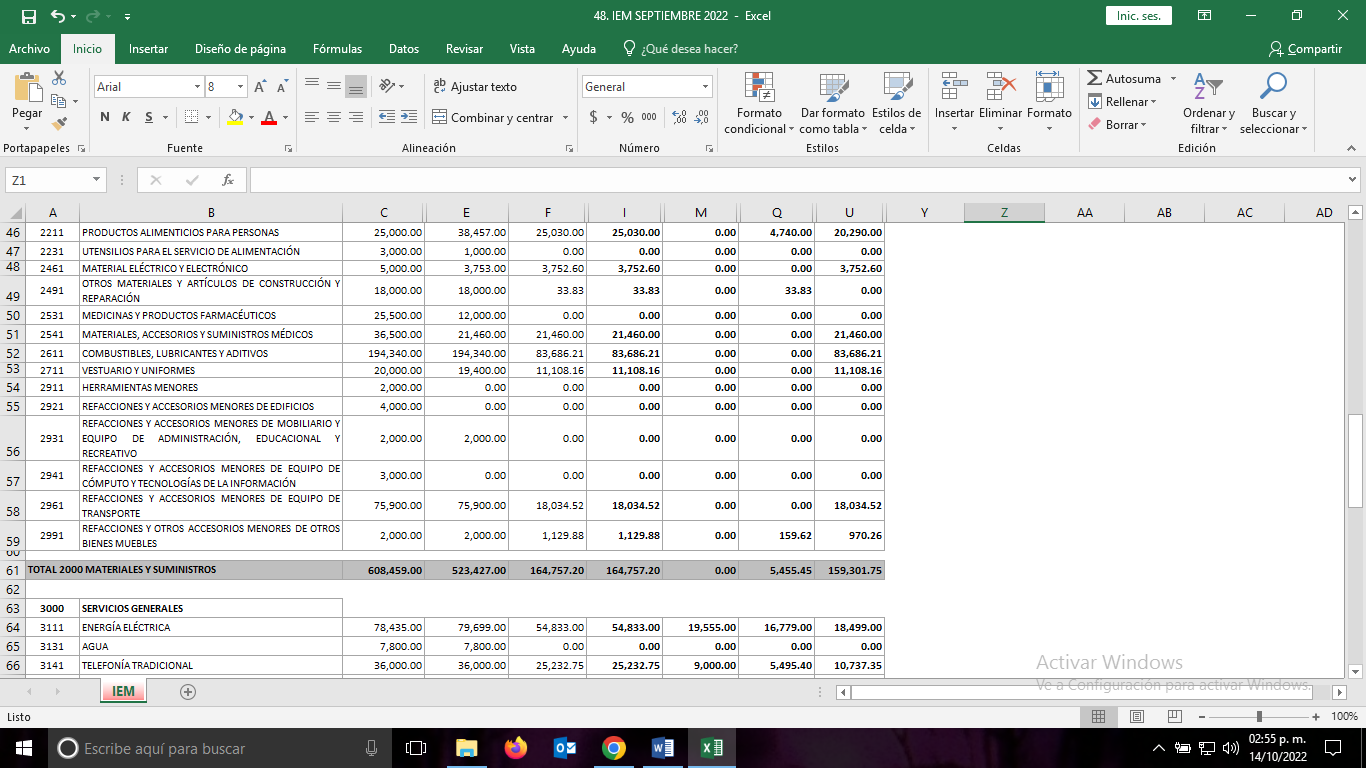 48. IEM SEPTIEMBRE 2022 - Excel
Inic. ses.
Archivo Inicio Insertar Diseño de página Fórmulas Datos Revisar Vista Ayuda ¿Qué desea hacer? Compartir
Pegar
Portapapeles
Arial 8
N K S
Fuente
Ajustar texto
Combinar y centrar
Alineación
General
$ % 000
Número
Formato condicional
Dar formato como tabla
Estilos de celda
Estilos
Insertar Eliminar Formato
Celdas
Autosuma
Rellenar
Borrar
Ordenar y filtrar
Buscar y seleccionar
Edición
Z1 fx
A B C E F I M Q U Y Z AA AB AC AD
46 2211 PRODUCTOS ALIMENTICIOS PARA PERSONAS 25,000.00 38,457.00 25,030.00 25,030.00 0.00 4,740.00 20,290.00
47 2231 UTENSILIOS PARA EL SERVICIO DE ALIMENTACIÓN 3,000.00 1,000.00 0.00 0.00 0.00 0.00 0.00
48 2461 MATERIAL ELÉCTRICO Y ELECTRÓNICO 5,000.00 3,753.00 3,752.60 3,752.60 0.00 0.00 3,752.60
49 2491 OTROS MATERIALES Y ARTÍCULOS DE CONSTRUCCIÓN Y
REPARACIÓN 18,000.00 18,000.00 33.83 33.83 0.00 33.83 0.00
50 2531 MEDICINAS Y PRODUCTOS FARMACÉUTICOS 25,500.00 12,000.00 0.00 0.00 0.00 0.00 0.00
51 2541 MATERIALES, ACCESORIOS Y SUMINISTROS MÉDICOS 36,500.00 21,460.00 21,460.00 21,460.00 0.00 0.00 21,460.00
52 2611 COMBUSTIBLES, LUBRICANTES Y ADITIVOS 194,340.00 194,340.00 83,686.21 83,686.21 0.00 0.00 83,686.21
53 2711 VESTUARIO Y UNIFORMES 20,000.00 19,400.00 11,108.16 11,108.16 0.00 0.00 11,108.16
54 2911 HERRAMIENTAS MENORES 2,000.00 0.00 0.00 0.00 0.00 0.00 0.00
55 2921 REFACCIONES Y ACCESORIOS MENORES DE EDIFICIOS 4,000.00 0.00 0.00 0.00 0.00 0.00 0.00
56 2931 REFACCIONES Y ACCESORIOS MENORES DE MOBILIARIO Y
EQUIPO DE ADMINISTRACIÓN, EDUCACIONAL Y
RECREATIVO 2,000.00 2,000.00 0.00 0.00 0.00 0.00 0.00
57 2941 REFACCIONES Y ACCESORIOS MENORES DE EQUIPO DE
CÓMPUTO Y TECNOLOGÍAS DE LA INFORMACIÓN 3,000.00 0.00 0.00 0.00 0.00 0.00 0.00
58 2961 REFACCIONES Y ACCESORIOS MENORES DE EQUIPO DE
TRANSPORTE 75,900.00 75,900.00 18,034.52 18,034.52 0.00 0.00 18,034.52
59 2991 REFACCIONES Y OTROS ACCESORIOS MENORES DE OTROS
BIENES MUEBLES 2,000.00 2,000.00 1,129.88 1,129.88 0.00 159.62 970.26
60
61 TOTAL 2000 MATERIALES Y SUMINISTROS 608,459.00 523,427.00 164,757.20 164,757.20 0.00 5,455.45 159,301.75
62
63 3000 SERVICIOS GENERALES
64 3111 ENERGÍA ELÉCTRICA 78,435.00 79,699.00 54,833.00 54,833.00 19,555.00 16,779.00 18,499.00
65 3131 AGUA 7,800.00 7,800.00 0.00 0.00 0.00 0.00 0.00
66 3141 TELEFONÍA TRADICIONAL 36,000.00 36,000.00 25,232.75 25,232.75 9,000.00 5,495.40 10,737.35
Activar Windows
Ve a Configuración para activar Windows.
IEM
Listo 100%
Escribe aquí para buscar
02:55 p. m.
14/10/2022